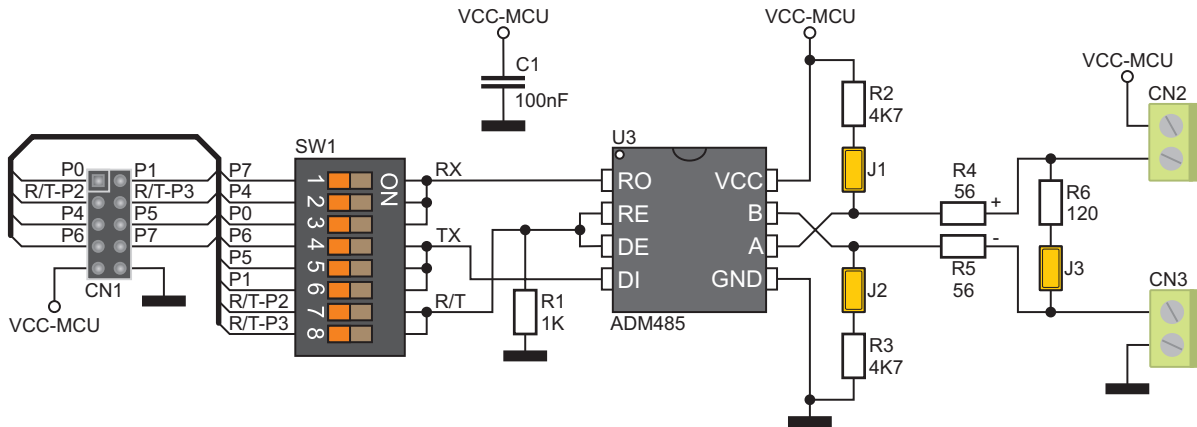 VCC-MCU
C1
100nF
VCC-MCU
R2
4K7
J1
VCC-MCU
CN2
P0
P1
R/T-P2
R/T-P3
P4
P5
P6
P7
CN1
VCC-MCU
P7
P4
P0
P6
P5
P1
R/T-P2
R/T-P3
SW1
1
2
3
4
5
6
7
8
ON
RX
TX
R/T
R1
1K
U3
RO
RE
DE
DI
VCC
B
A
GND
ADM485
J2
R3
4K7
R4
56
+
-
R5
56
R6
120
J3
CN3